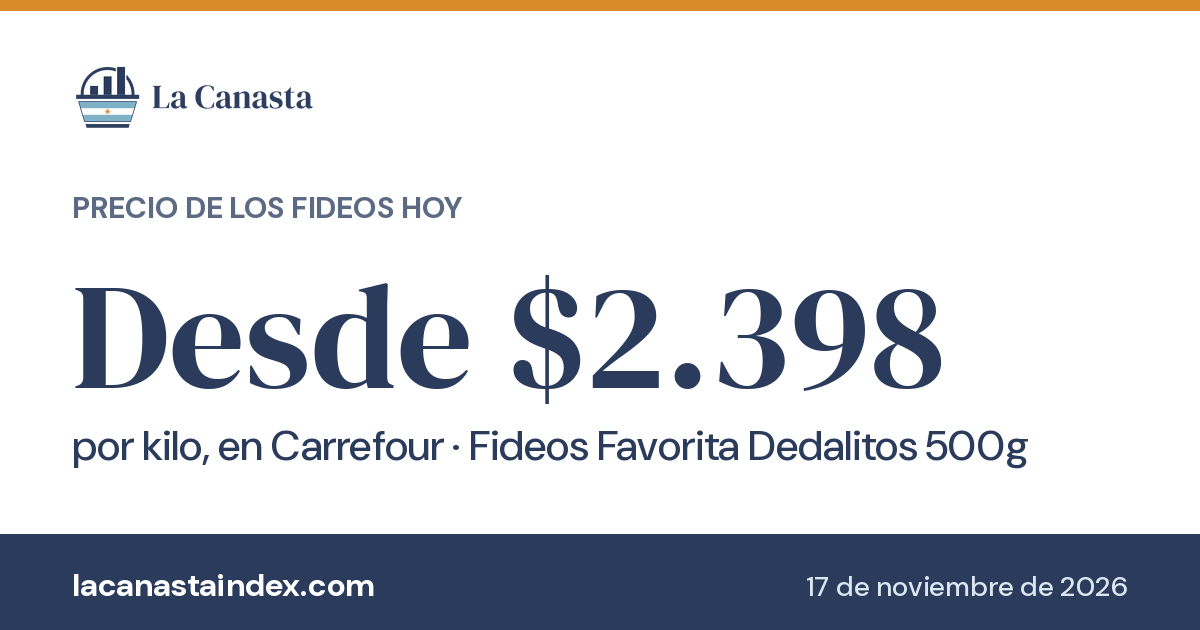 La Canasta
PRECIO DE LOS FIDEOS HOY
Desde $2.398
por kilo, en Carrefour · Fideos Favorita Dedalitos 500g
lacanastaindex.com
17 de noviembre de 2026